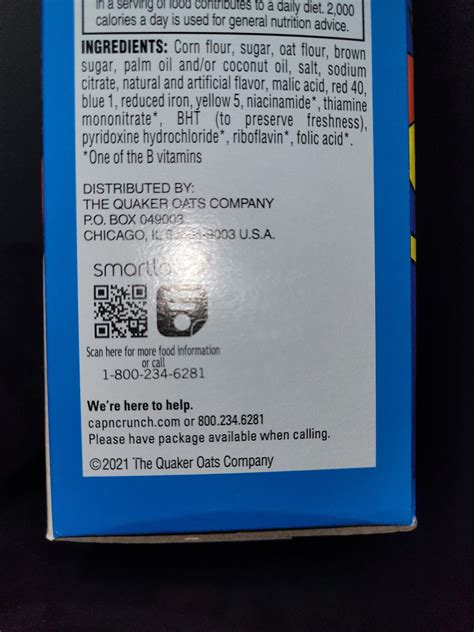 in a serving of food contributes to a daily diet. 2,000
calories a day is used for general nutrition advice.
INGREDIENTS: Corn flour, sugar, oat flour, brown
sugar, palm oil and/or coconut oil, salt, sodium
citrate, natural and artificial flavor, malic acid, red 40,
blue 1, reduced iron, yellow 5, niacinamide*, thiamine
mononitrate*, BHT (to preserve freshness),
pyridoxine hydrochloride*, riboflavin*, folic acid*.
*One of the B vitamins
DISTRIBUTED BY:
THE QUAKER OATS COMPANY
P.O. BOX 049003
CHICAGO, IL U.S.A.
Scan here for more food information
or call
1-800-234-6281
We're here to help.
capncrunch.com or 800.234.6281
Please have package available when calling.
©2021 The Quaker Oats Company